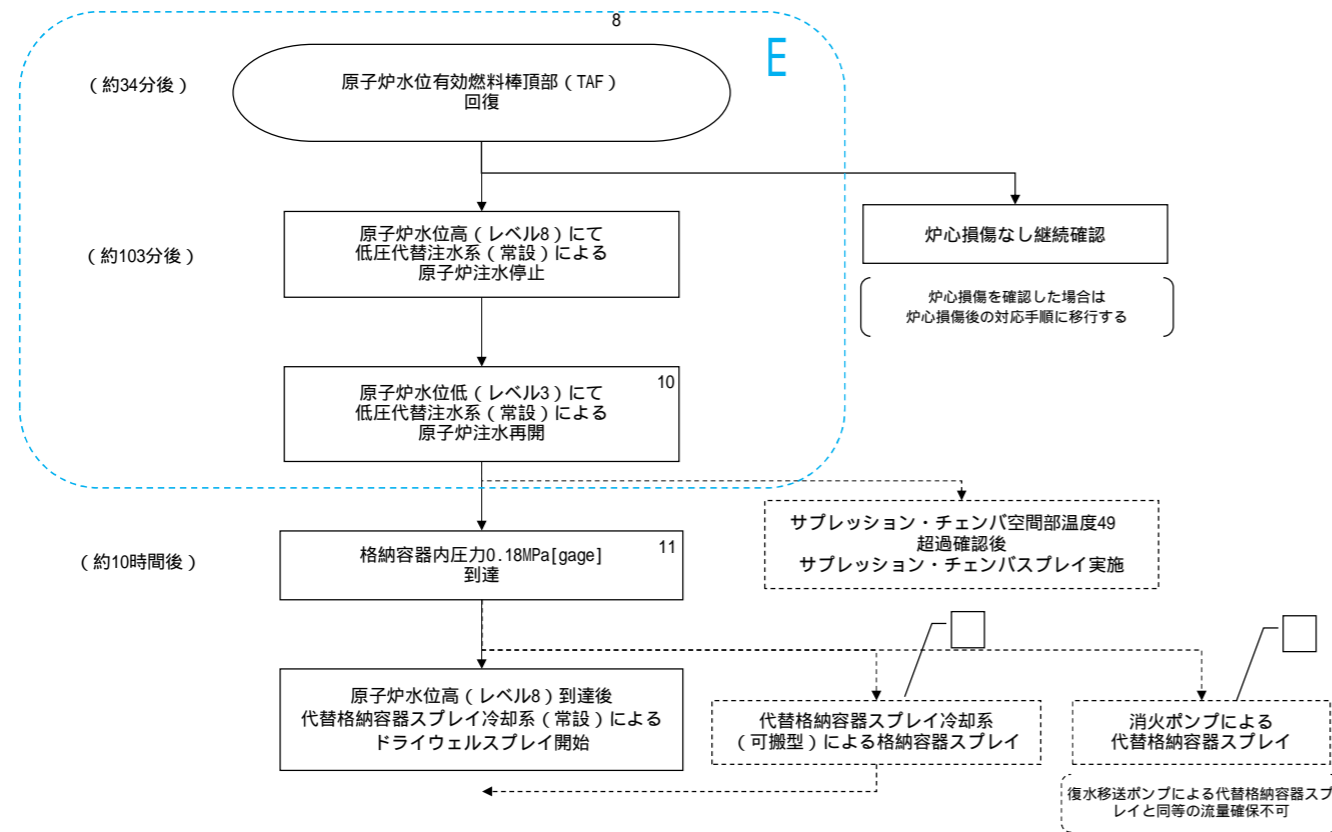 8
E
(約34分後)
原子炉水位有効燃料棒頂部(TAF)
回復
(約103分後)
原子炉水位高(レベル8)にて
低圧代替注水系(常設)による
原子炉注水停止
炉心損傷なし継続確認
炉心損傷を確認した場合は
炉心損傷後の対応手順に移行する
10
原子炉水位低(レベル3)にて
低圧代替注水系(常設)による
原子炉注水再開
サプレッション・チェンバ空間部温度49
超過確認後
サプレッション・チェンバスプレイ実施
(約10時間後)
11
格納容器内圧力0.18MPa[gage]
到達
原子炉水位高(レベル8)到達後
代替格納容器スプレイ冷却系(常設)による
ドライウェルスプレイ開始
代替格納容器スプレイ冷却系
(可搬型)による格納容器スプレイ
消火ポンプによる
代替格納容器スプレイ
復水移送ポンプによる代替格納容器スプ
レイと同等の流量確保不可